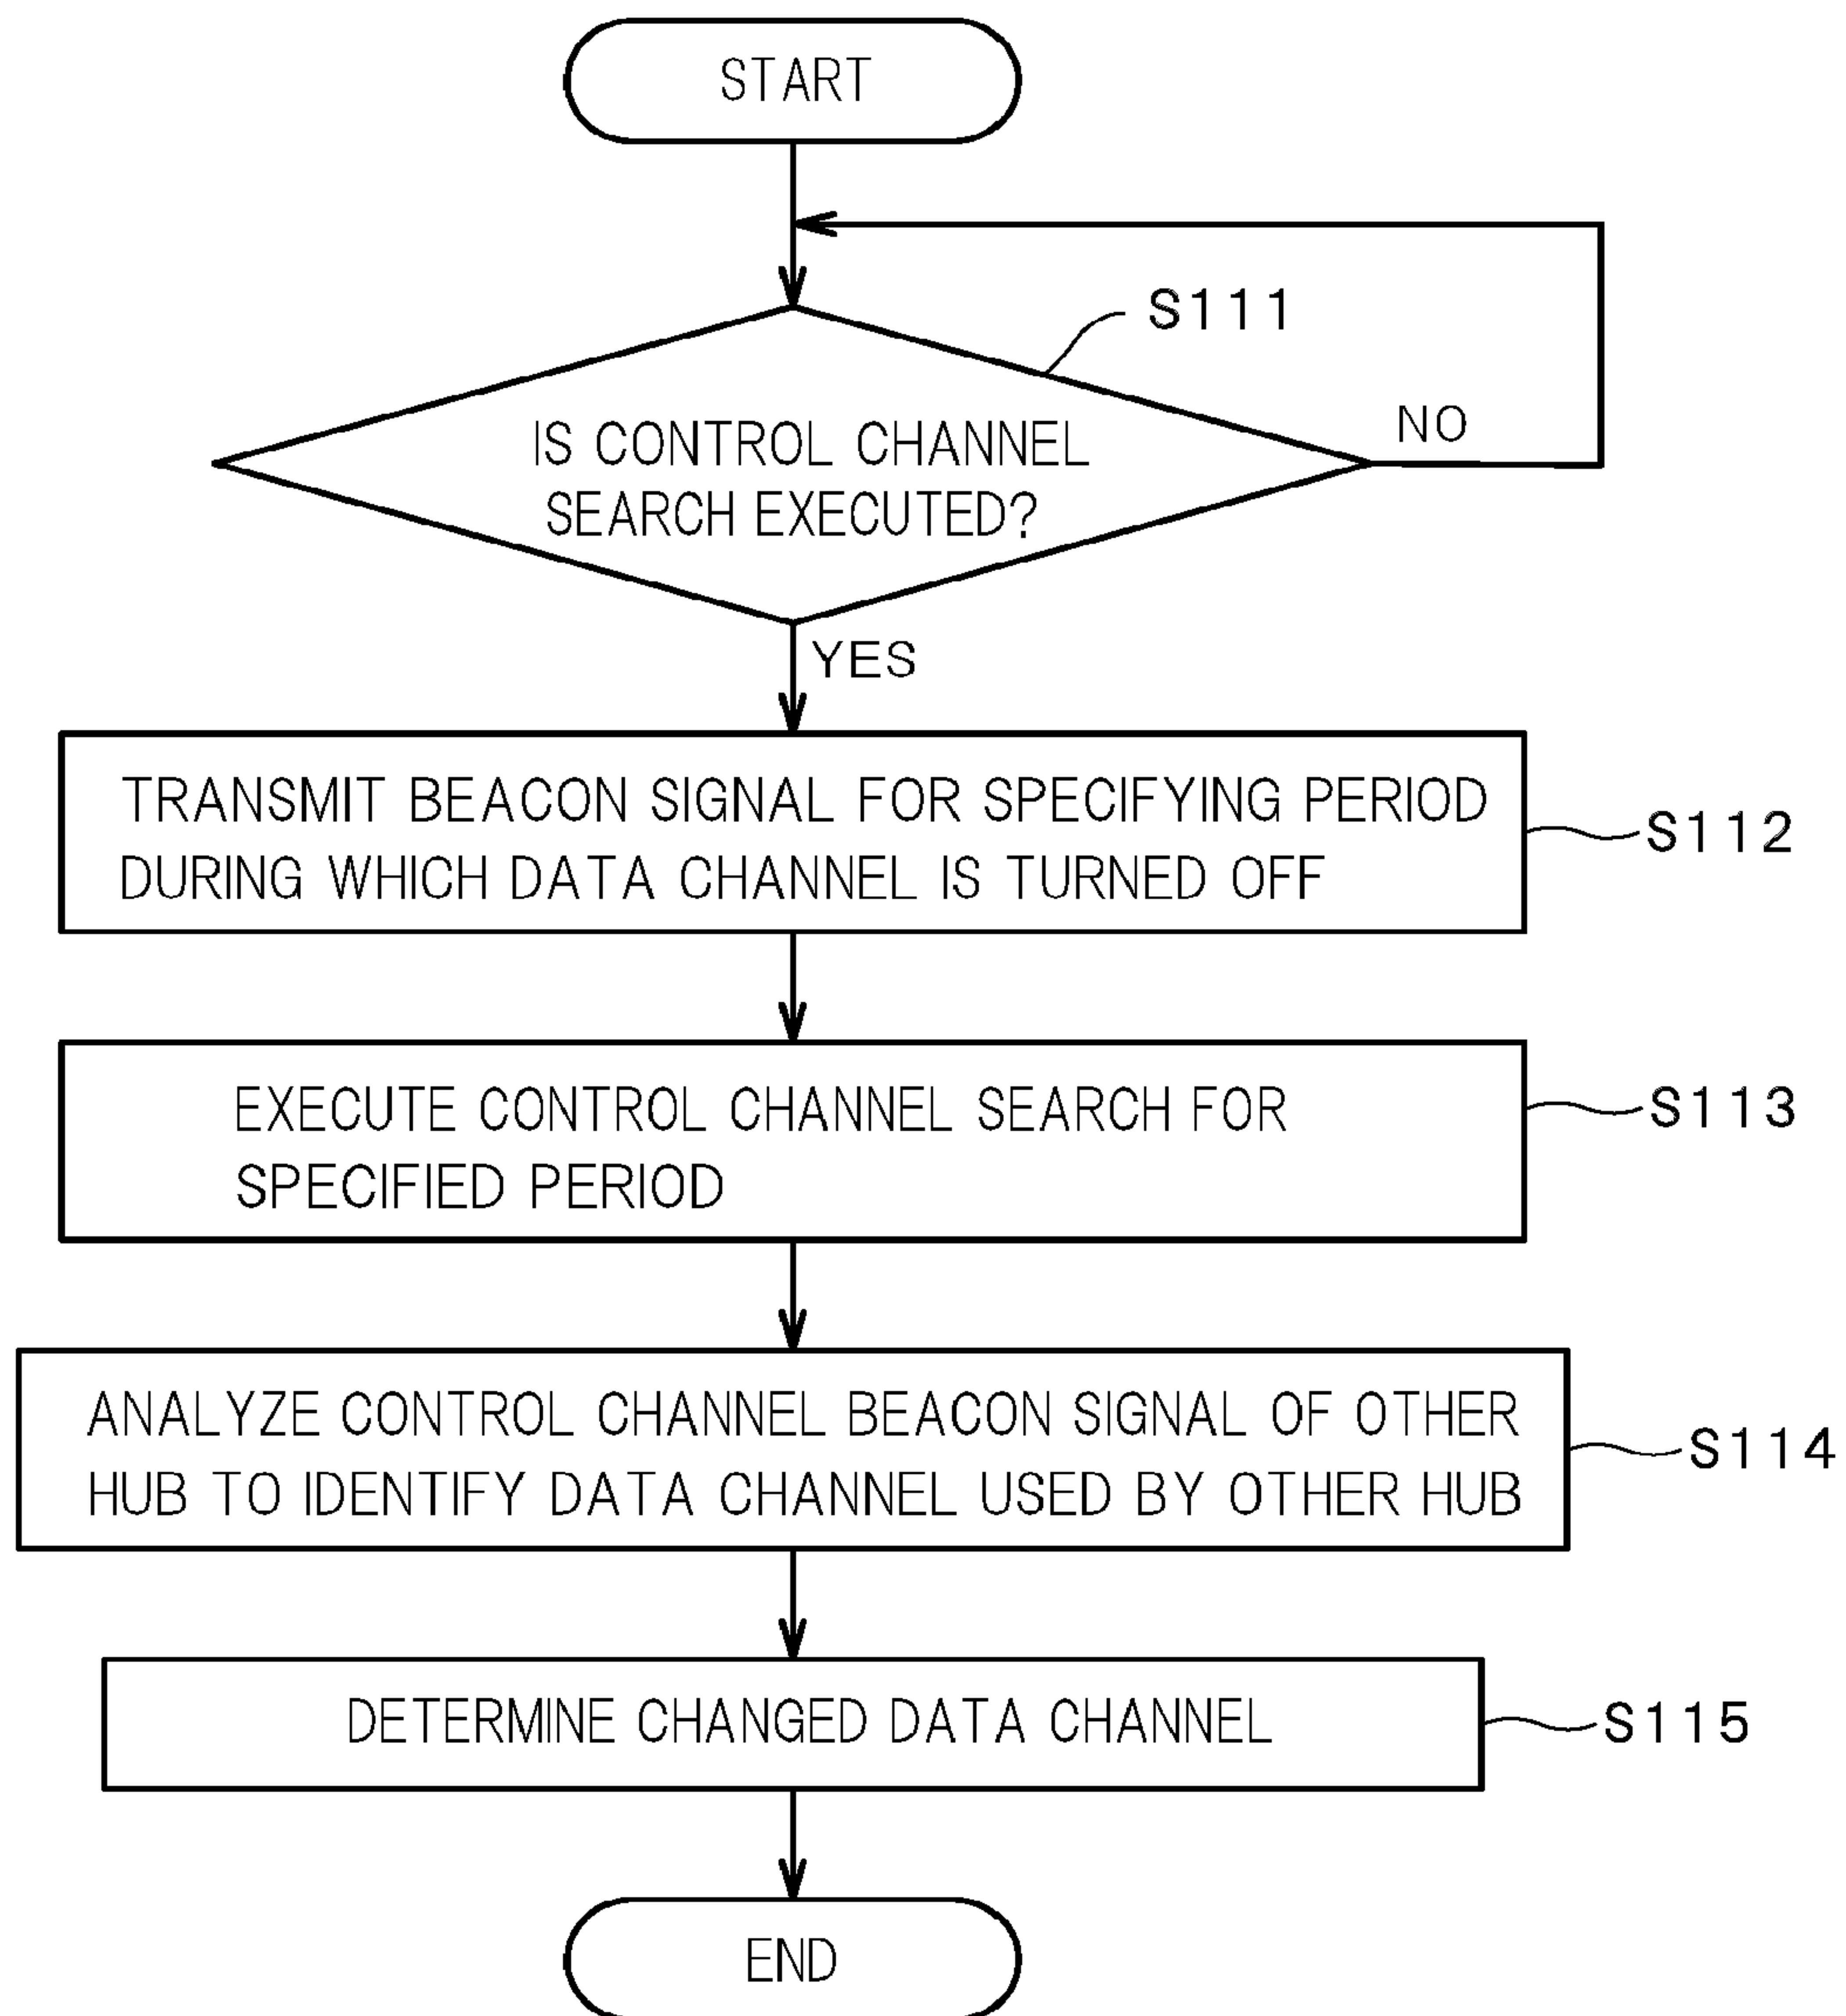 START
S111
IS CONTROL CHANNEL
SEARCH EXECUTED?
NO
YES
TRANSMIT BEACON SIGNAL FOR SPECIFYING PERIOD
DURING WHICH DATA CHANNEL IS TURNED OFF
S112
EXECUTE CONTROL CHANNEL SEARCH FOR
SPECIFIED PERIOD
S113
ANALYZE CONTROL CHANNEL BEACON SIGNAL OF OTHER
HUB TO IDENTIFY DATA CHANNEL USED BY OTHER HUB
S114
DETERMINE CHANGED DATA CHANNEL
S115
END